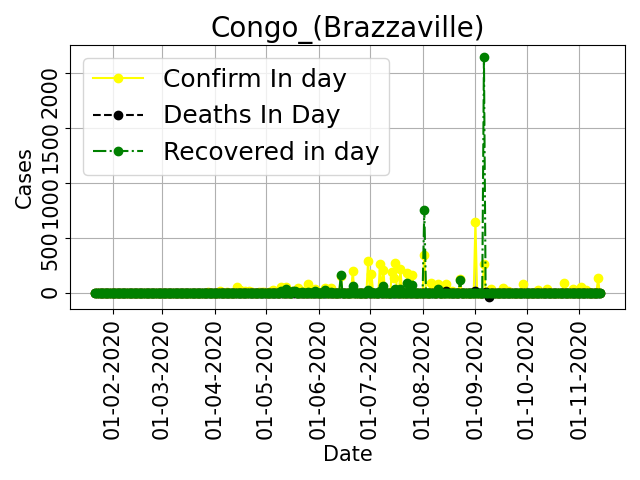 Congo_(Brazzaville)
Confirm In day
Deaths In Day
Recovered in day
Cases
2000
1500
1000
500
0
01-02-2020
01-03-2020
01-04-2020
01-05-2020
01-06-2020
01-07-2020
01-08-2020
01-09-2020
01-10-2020
01-11-2020
Date